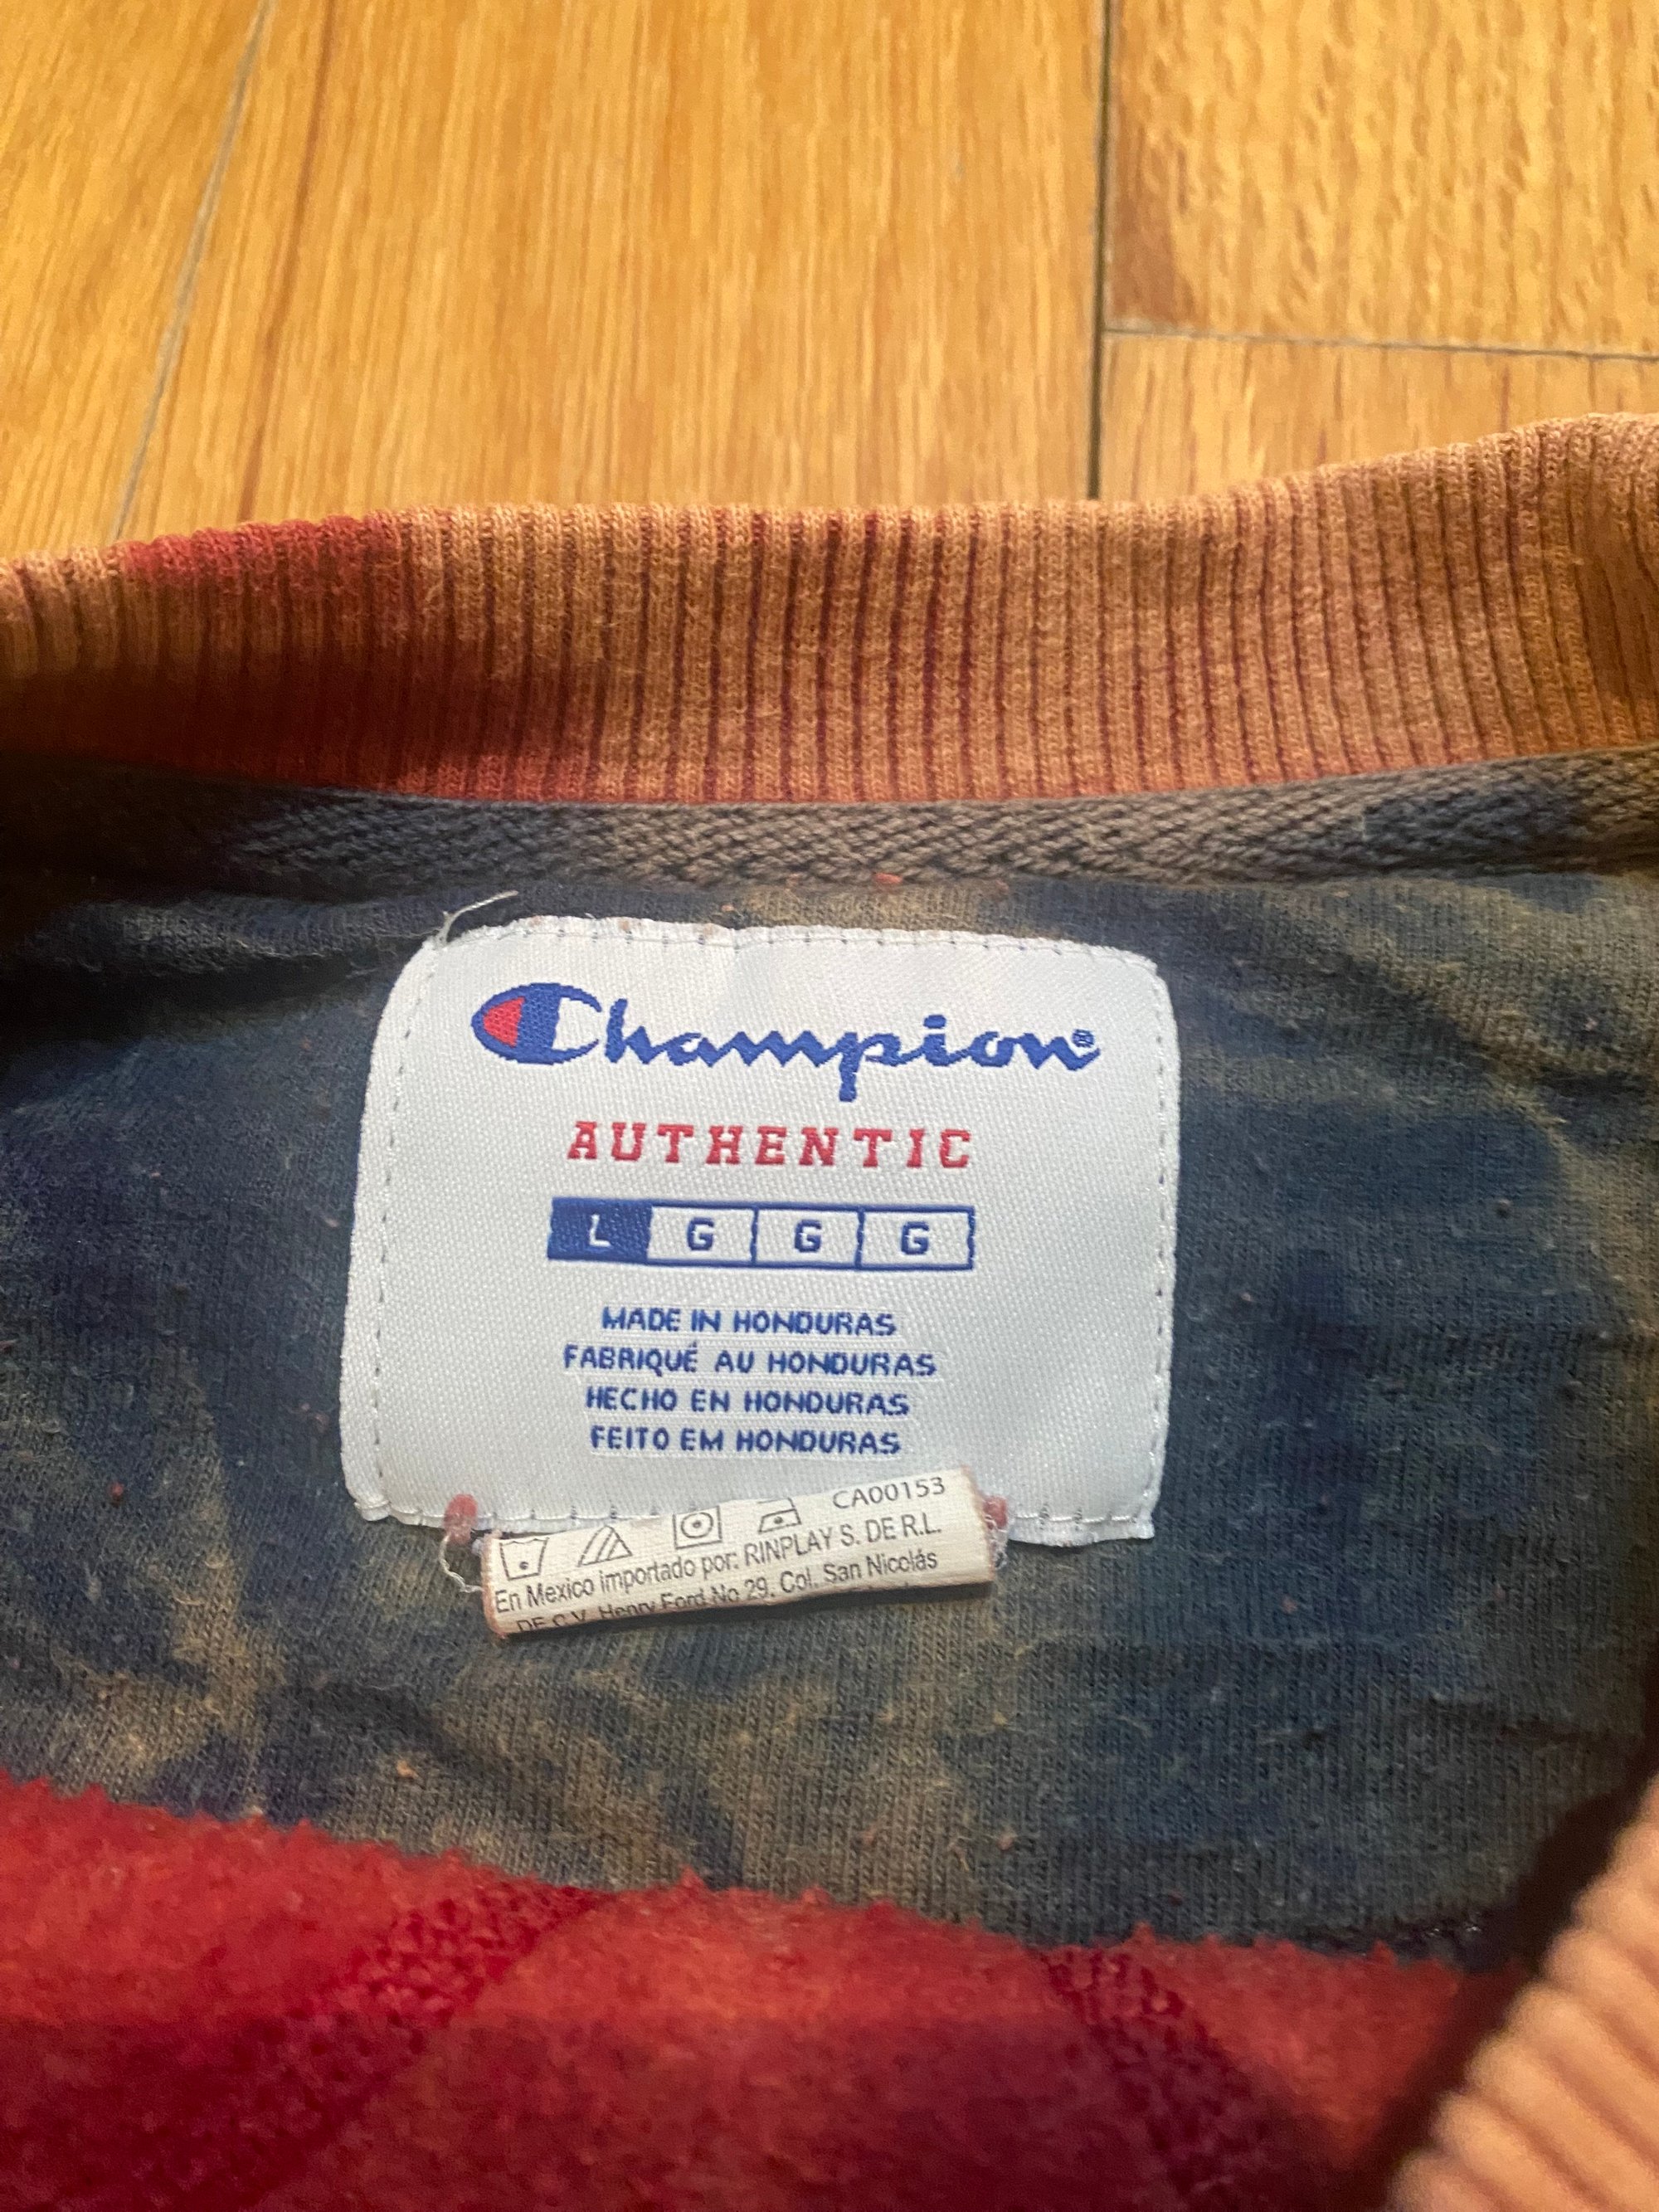 Champion®
AUTHENTIC
L G G G
MADE IN HONDURAS
FABRIQUÉ AU HONDURAS
HECHO EN HONDURAS
FEITO EM HONDURAS
CA00153
En Mexico importado por: RINPLAY S. DE R.L.
DE C.V. Henry Ford No 29. Col. San Nicolás